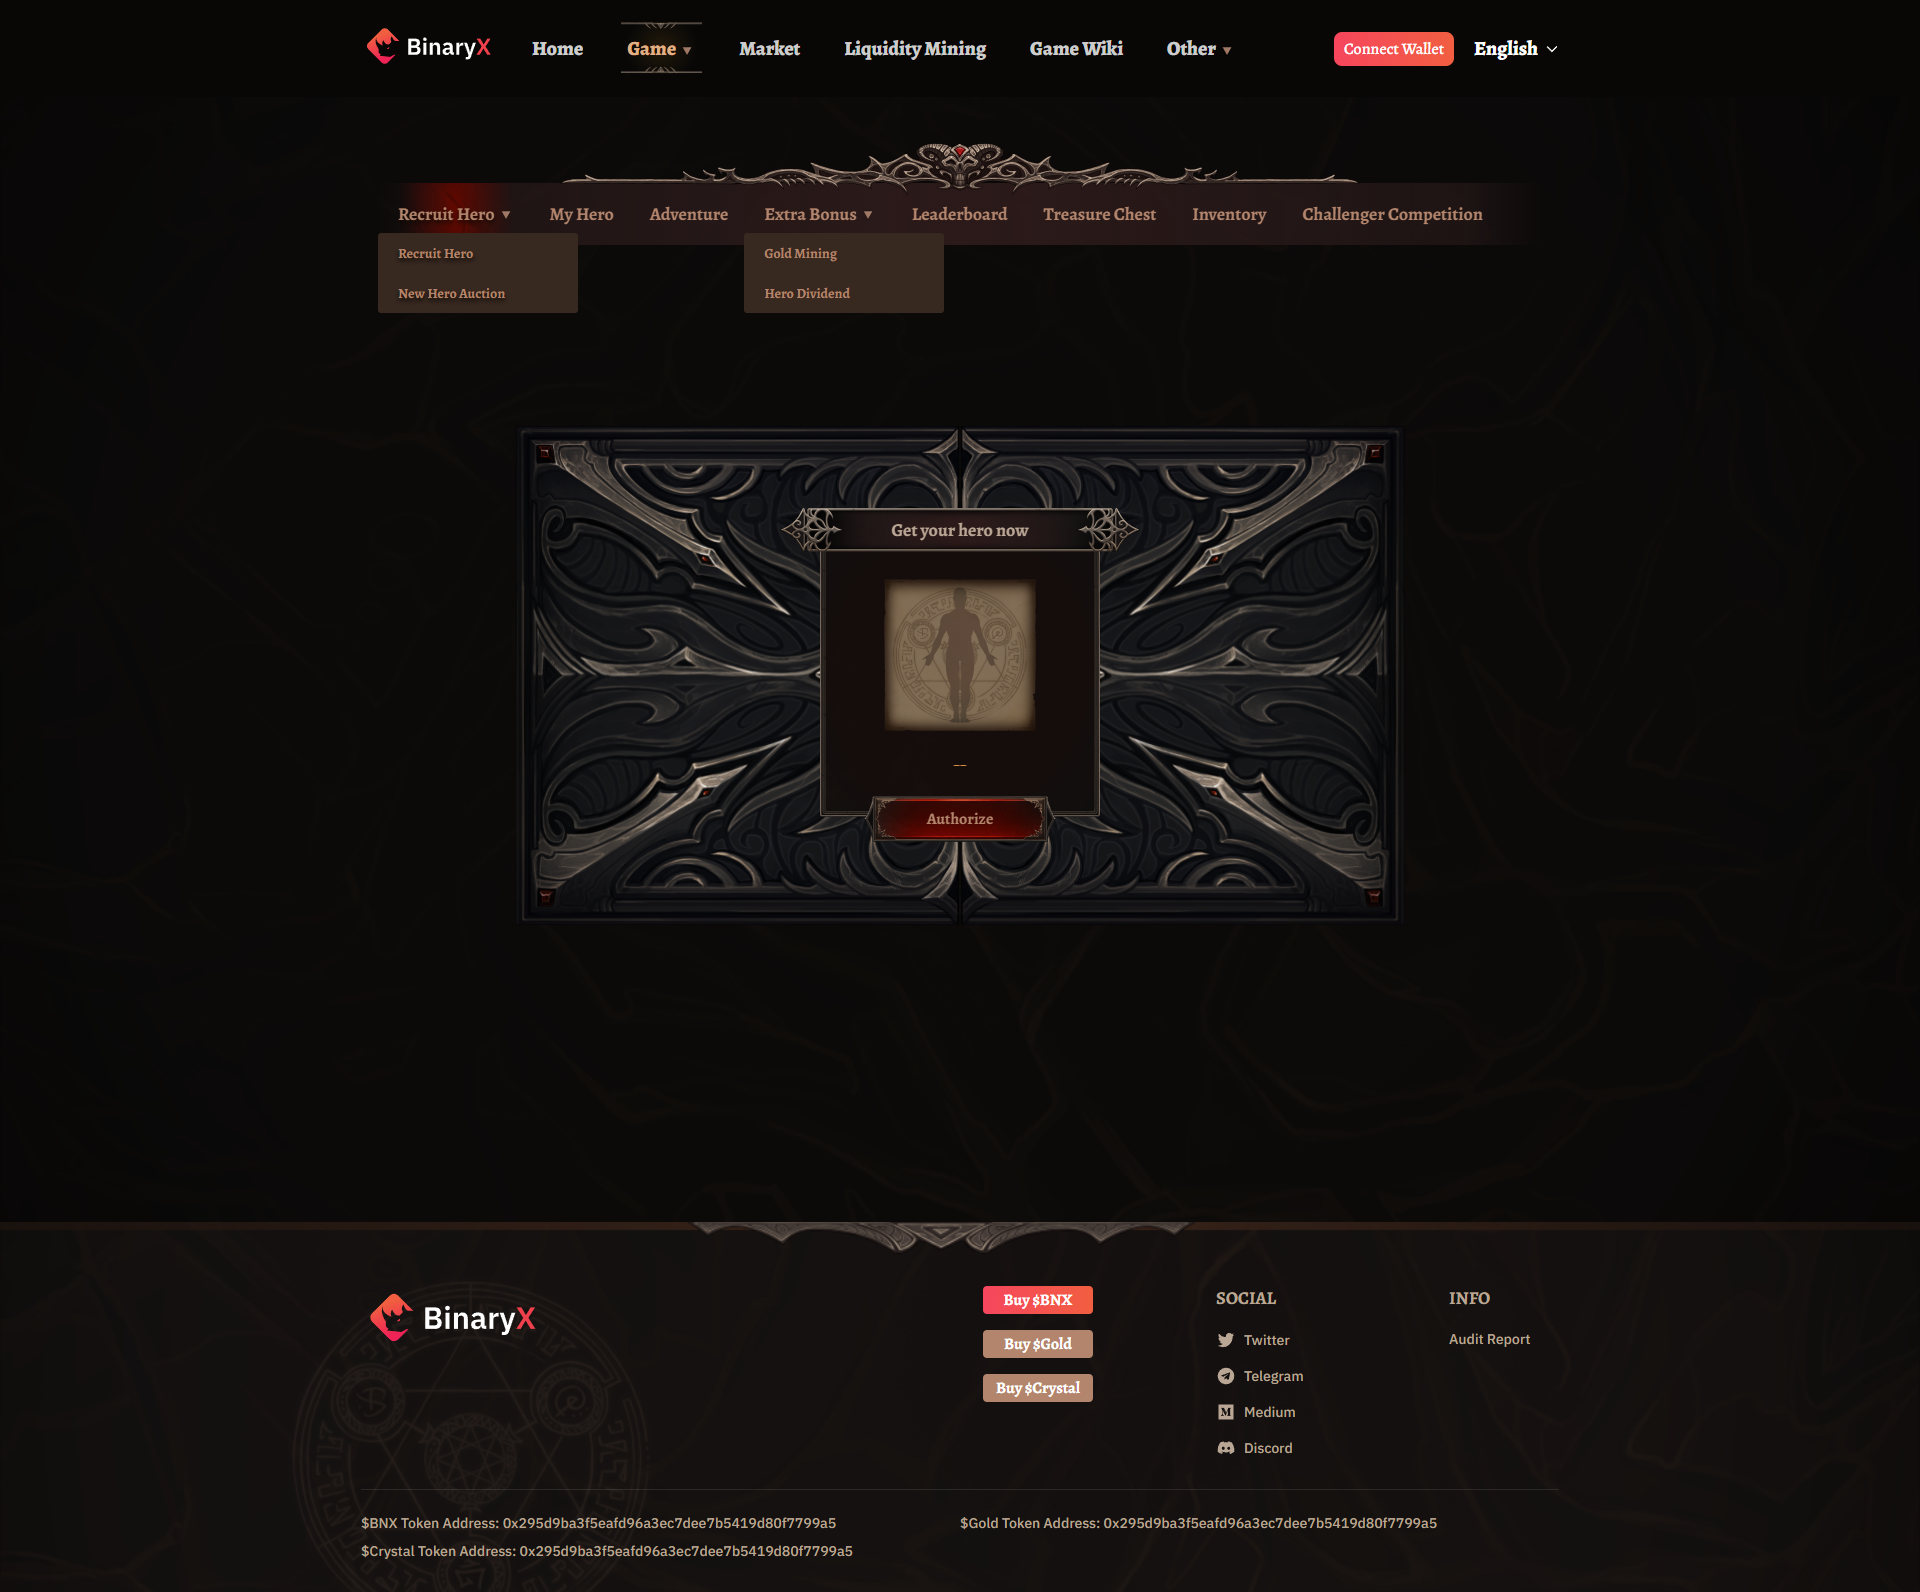 BinaryX
Home
Game
Market
Liquidity Mining
Game Wiki
Other
Connect Wallet
English
Recruit Hero
My Hero
Adventure
Extra Bonus
Leaderboard
Treasure Chest
Inventory
Challenger Competition
Recruit Hero
New Hero Auction
Gold Mining
Hero Dividend
Get your hero now
Authorize
BinaryX
Buy $BNX
Buy $Gold
Buy $Crystal
SOCIAL
Twitter
Telegram
Medium
Discord
INFO
Audit Report
$BNX Token Address: 0x295d9ba3f5eafd96a3ec7dee7b5419d80f7799a5
$Gold Token Address: 0x295d9ba3f5eafd96a3ec7dee7b5419d80f7799a5
$Crystal Token Address: 0x295d9ba3f5eafd96a3ec7dee7b5419d80f7799a5